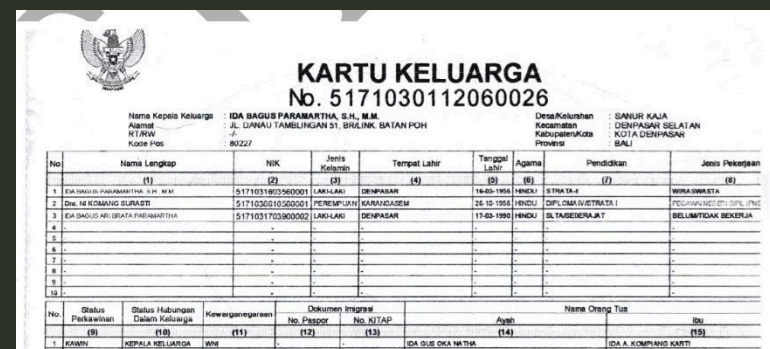 KARTU KELUARGA
No. 5171030112060026
Nama Kepala Keluarga : IDA BAGUS PARAMARTHA, S.H., M.M.
Alamat : JL. DANAU TAMBLINGAN 51, BR/LINK. BATAN POH
RT/RW : -/-
Kode Pos : 80227
Desa/Kelurahan : SANUR KAJA
Kecamatan : DENPASAR SELATAN
Kabupaten/Kota : KOTA DENPASAR
Provinsi : BALI
No Nama Lengkap NIK Jenis Kelamin Tempat Lahir Tanggal Lahir Agama Pendidikan Jenis Pekerjaan
(1) (2) (3) (4) (5) (6) (7) (8)
1 IDA BAGUS PARAMARTHA, S.H., M.M. 5171031603560001 LAKI-LAKI DENPASAR 16-03-1956 HINDU STRATA-I WIRASWASTA
2 Dra. NI KOMANG SURASTI 5171036610560001 PEREMPUAN KARANGASEM 26-10-1956 HINDU DIPLOMA IV/STRATA I PEGAWAI NEGERI SIPIL (PNS
3 IDA BAGUS ARI BRATA PARAMARTHA 5171031703900002 LAKI-LAKI DENPASAR 17-03-1990 HINDU SLTA/SEDERAJAT BELUM/TIDAK BEKERJA
4 - - - - - - - -
5 - - - - - - - -
6 - - - - - - - -
7 - - - - - - - -
8 - - - - - - - -
9 - - - - - - - -
10 - - - - - - - -
No. Status Perkawinan Status Hubungan Dalam Keluarga Kewarganegaraan Dokumen Imigrasi Nama Orang Tua
No. Paspor No. KITAP Ayah Ibu
(9) (10) (11) (12) (13) (14) (15)
1 KAWIN KEPALA KELUARGA WNI - - IDA GUS OKA NATHA IDA A. KOMPIANG KARTI